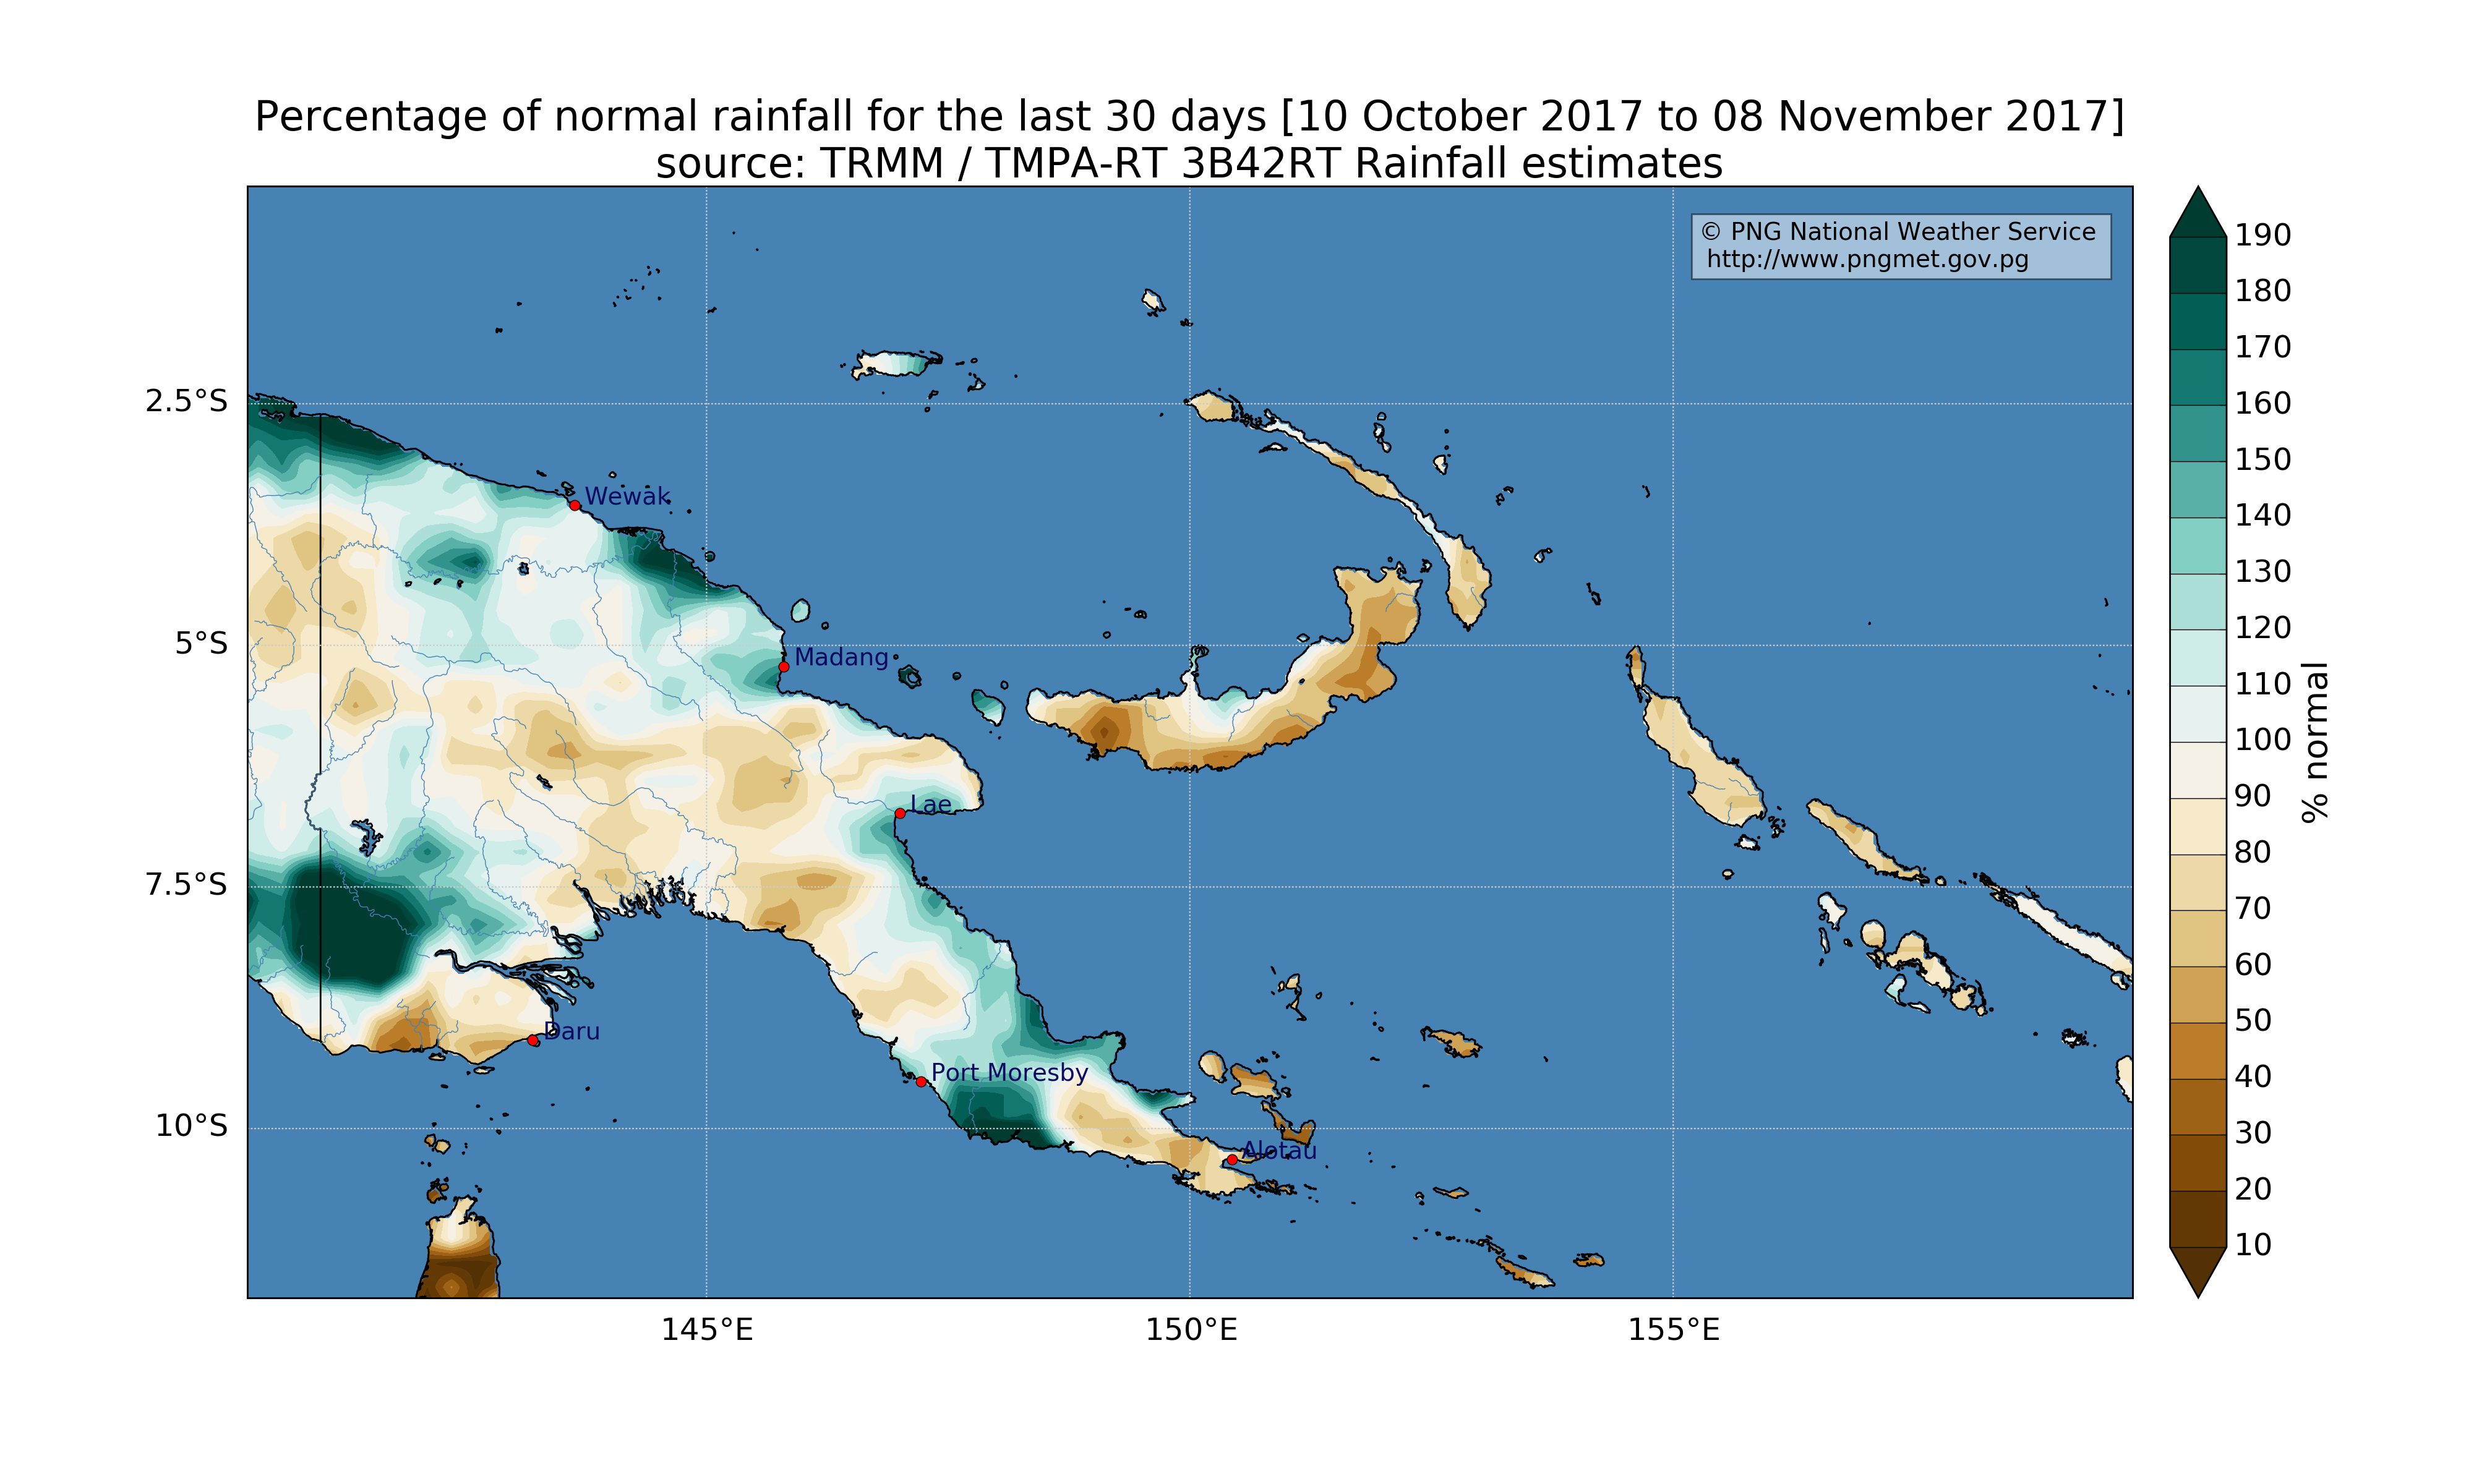 Percentage of normal rainfall for the last 30 days [10 October 2017 to 08 November 2017]
source: TRMM / TMPA-RT 3B42RT Rainfall estimates
© PNG National Weather Service
http://www.pngmet.gov.pg
190
180
170
160
150
140
130
120
110
100
90
80
70
60
50
40
30
20
10
% normal
2.5°S
5°S
7.5°S
10°S
Wewak
Madang
Lae
Daru
Port Moresby
Alotau
145°E
150°E
155°E